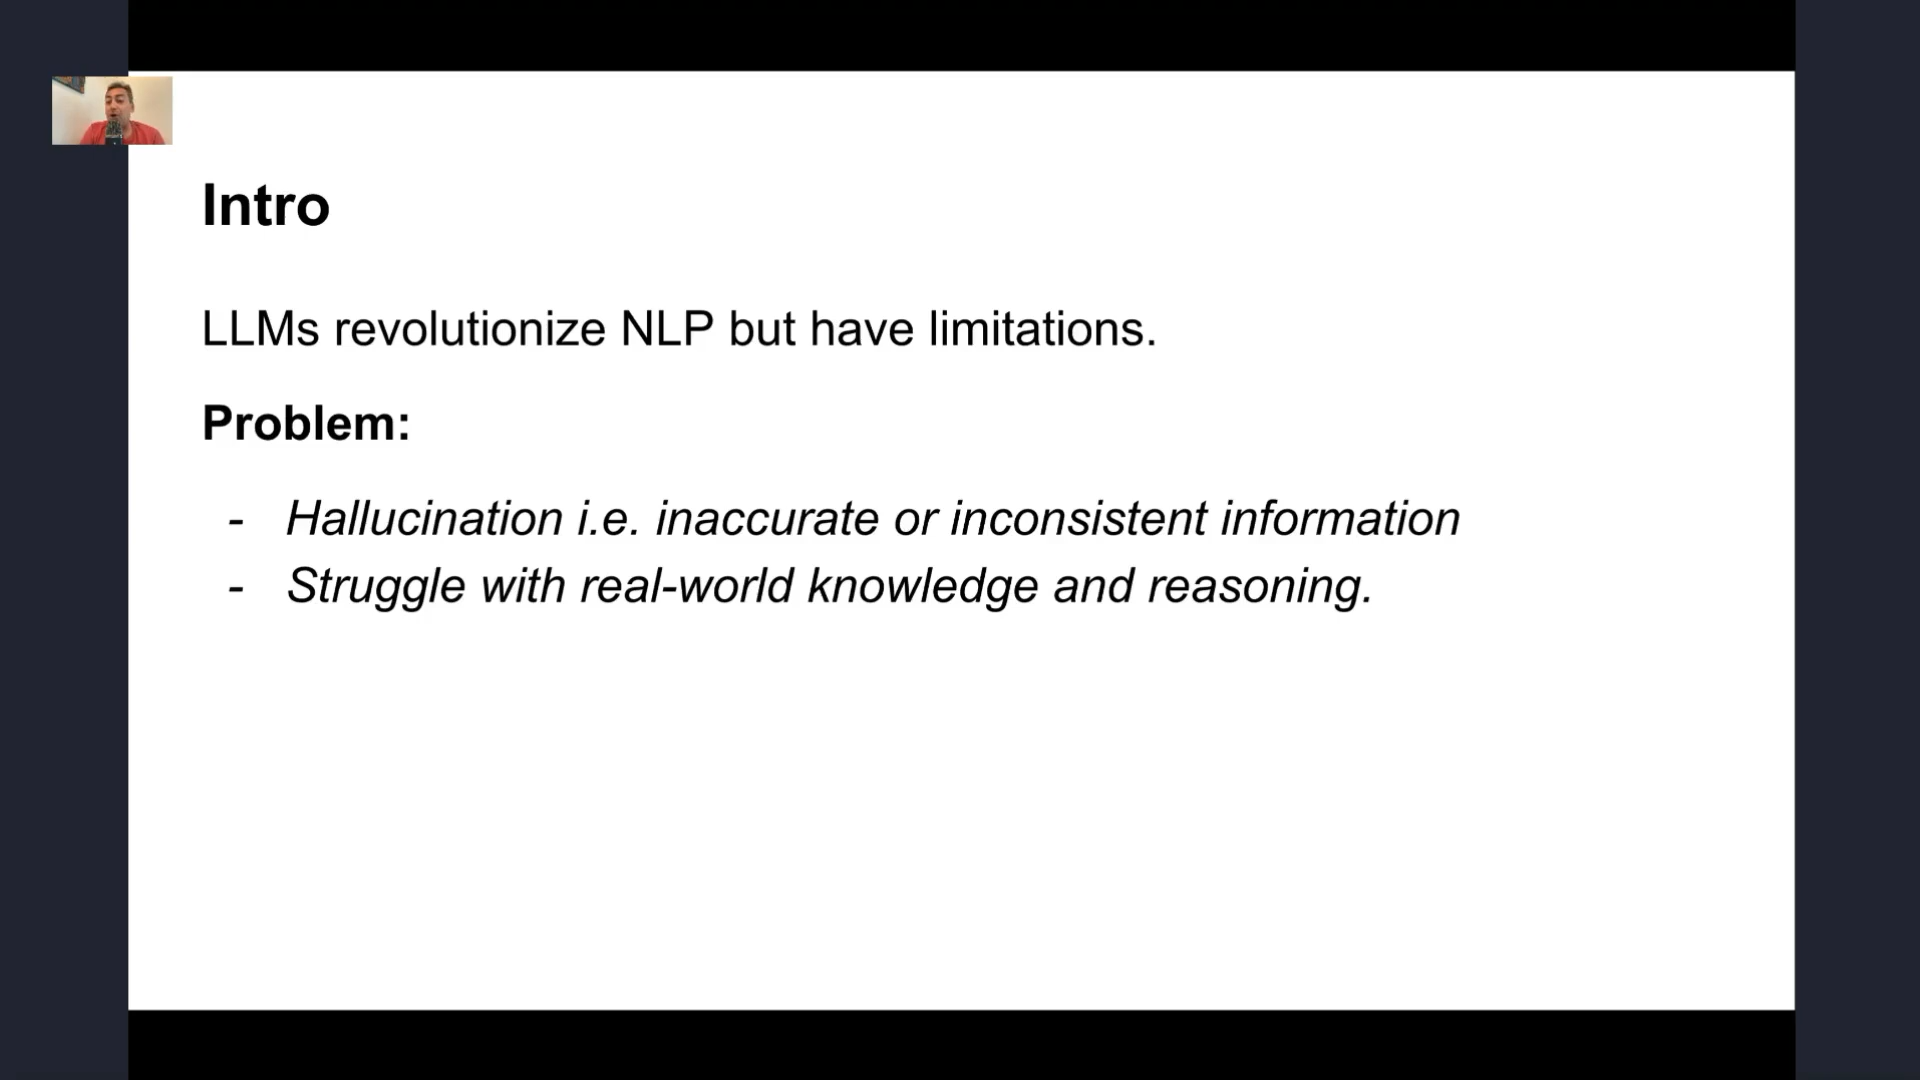 Intro
LLMs revolutionize NLP but have limitations.
Problem:
- Hallucination i.e. inaccurate or inconsistent information
- Struggle with real-world knowledge and reasoning.